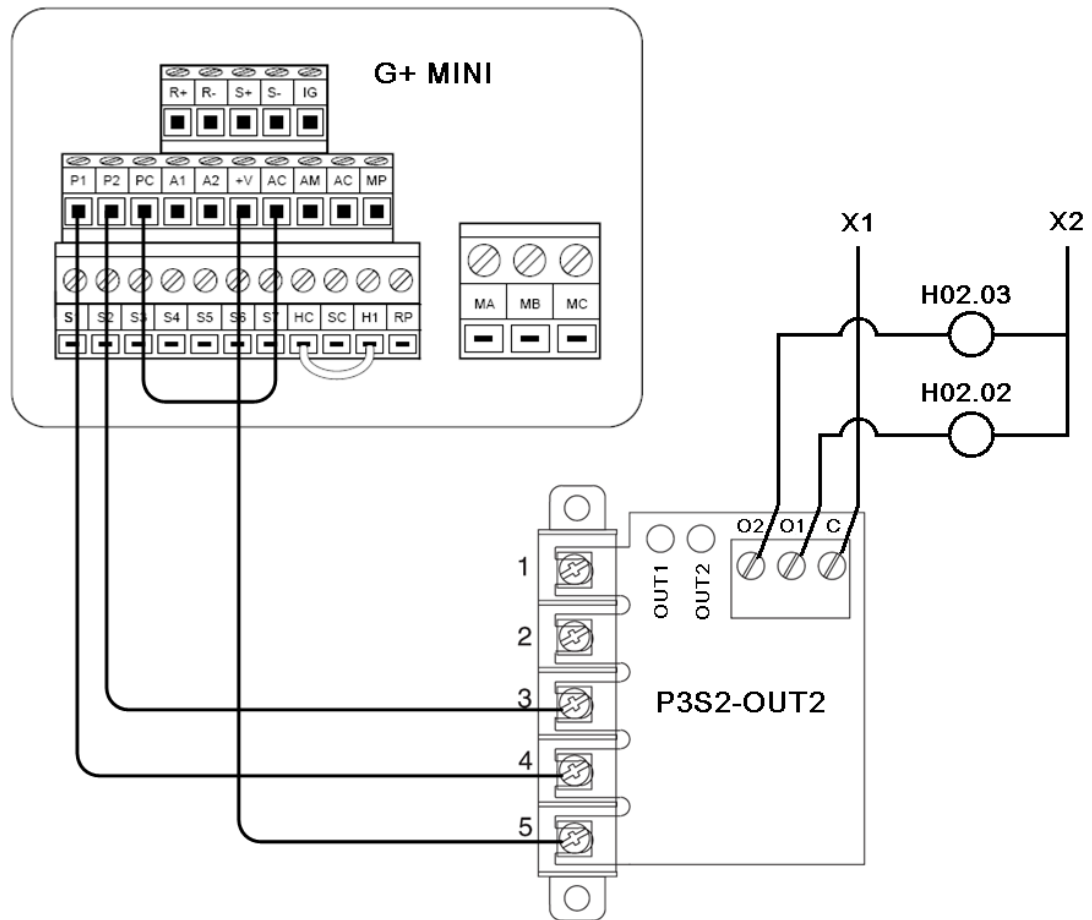 G+ MINI
R+ R- S+ S- IG
P1 P2 PC A1 A2 +V AC AM AC MP
S1 S2 S3 S4 S5 S6 S7 HC SC H1 RP
MA MB MC
X1 X2
H02.03
H02.02
O2 O1 C
OUT1 OUT2
1
2
3
4
5
P3S2-OUT2